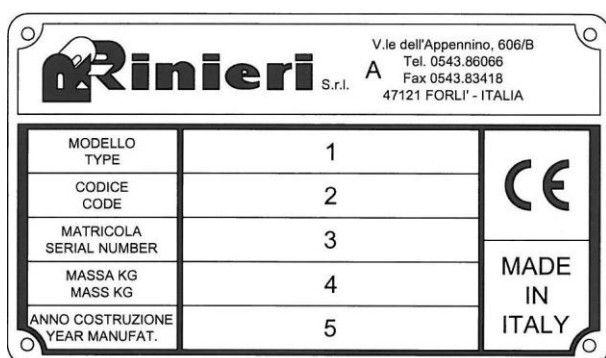 Rinieri S.r.l.
A
V.le dell'Appennino, 606/B
Tel. 0543.86066
Fax 0543.83418
47121 FORLI' - ITALIA
MODELLO
TYPE
1
CODICE
CODE
2
MATRICOLA
SERIAL NUMBER
3
MASSA KG
MASS KG
4
ANNO COSTRUZIONE
YEAR MANUFAT.
5
CE
MADE
IN
ITALY